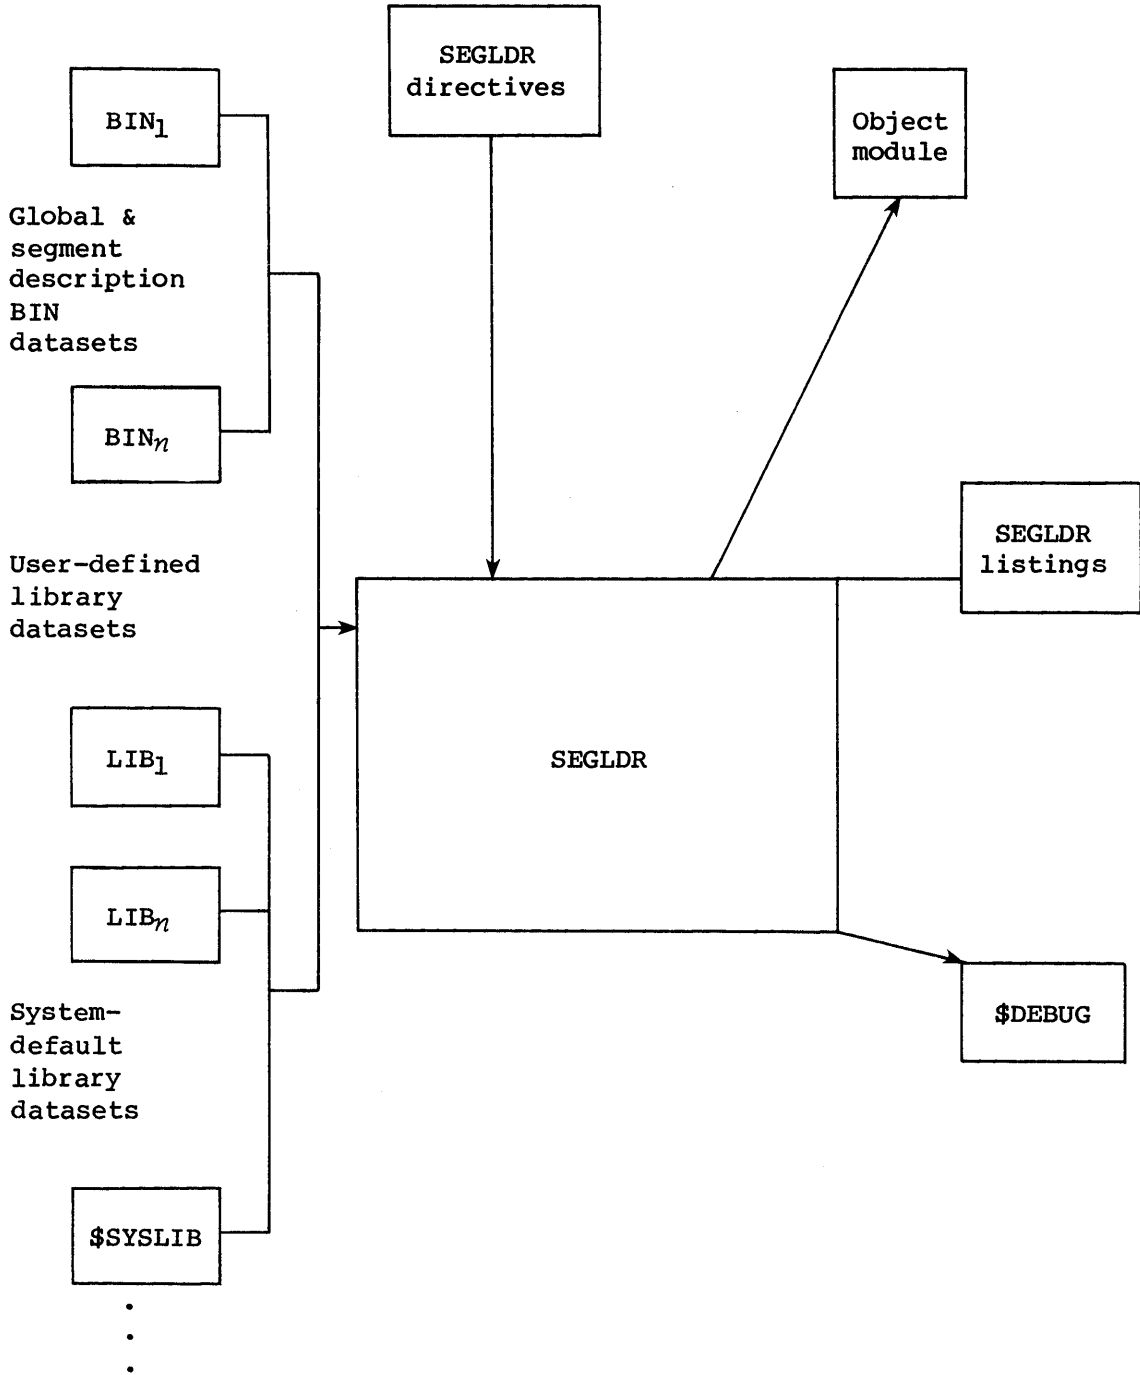 SEGLDR
directives
BIN1
Object
module
Global &
segment
description
BIN
datasets
BINn
SEGLDR
listings
User-defined
library
datasets
LIB1
SEGLDR
LIBn
System-
default
library
datasets
$DEBUG
$SYSLIB
.
.
.